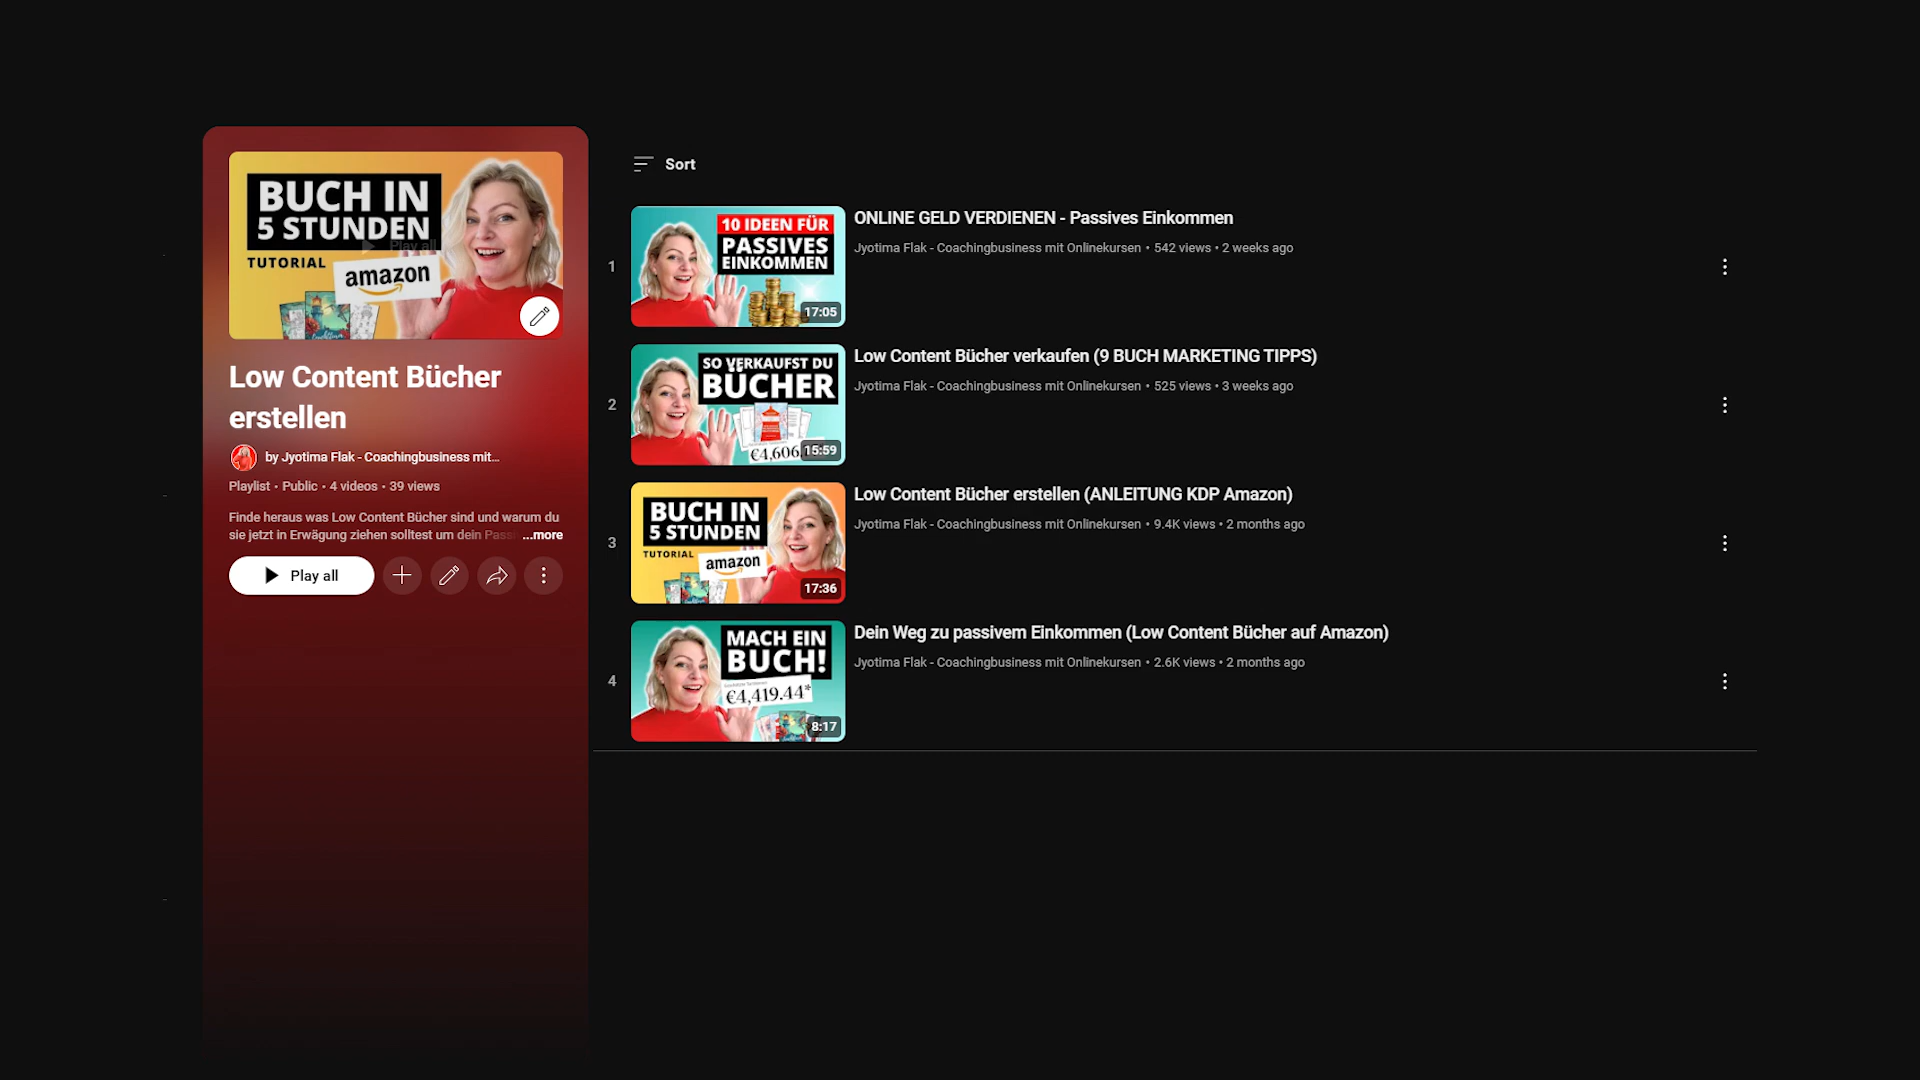 BUCH IN
5 STUNDEN
Play all
TUTORIAL
amazon
Low Content Bücher
erstellen
by Jyotima Flak - Coachingbusiness mit...
Playlist • Public • 4 videos • 39 views
Finde heraus was Low Content Bücher sind und warum du
sie jetzt in Erwägung ziehen solltest um dein Passi ...more
Play all
Sort
1
10 IDEEN FÜR
PASSIVES
EINKOMMEN
17:05
ONLINE GELD VERDIENEN - Passives Einkommen
Jyotima Flak - Coachingbusiness mit Onlinekursen • 542 views • 2 weeks ago
2
SO VERKAUFST DU
BÜCHER
€4,606
15:59
Low Content Bücher verkaufen (9 BUCH MARKETING TIPPS)
Jyotima Flak - Coachingbusiness mit Onlinekursen • 525 views • 3 weeks ago
3
BUCH IN
5 STUNDEN
TUTORIAL
amazon
17:36
Low Content Bücher erstellen (ANLEITUNG KDP Amazon)
Jyotima Flak - Coachingbusiness mit Onlinekursen • 9.4K views • 2 months ago
4
MACH EIN
BUCH!
€4,419.44*
8:17
Dein Weg zu passivem Einkommen (Low Content Bücher auf Amazon)
Jyotima Flak - Coachingbusiness mit Onlinekursen • 2.6K views • 2 months ago